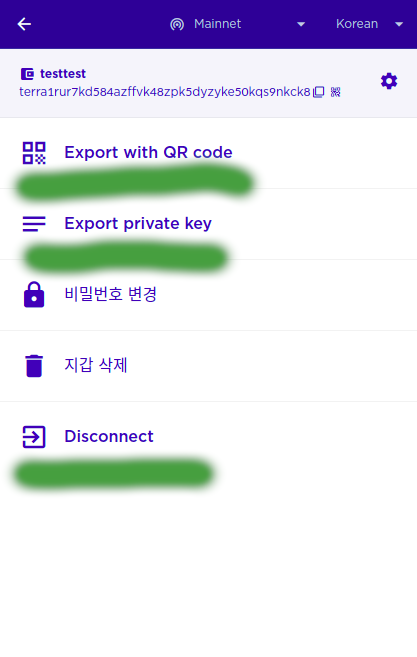 Mainnet Korean
testtest
terra1rur7kd584azffvk48zpk5dyzyke50kqs9nkck8
Export with QR code
Export private key
비밀번호 변경
지갑 삭제
Disconnect